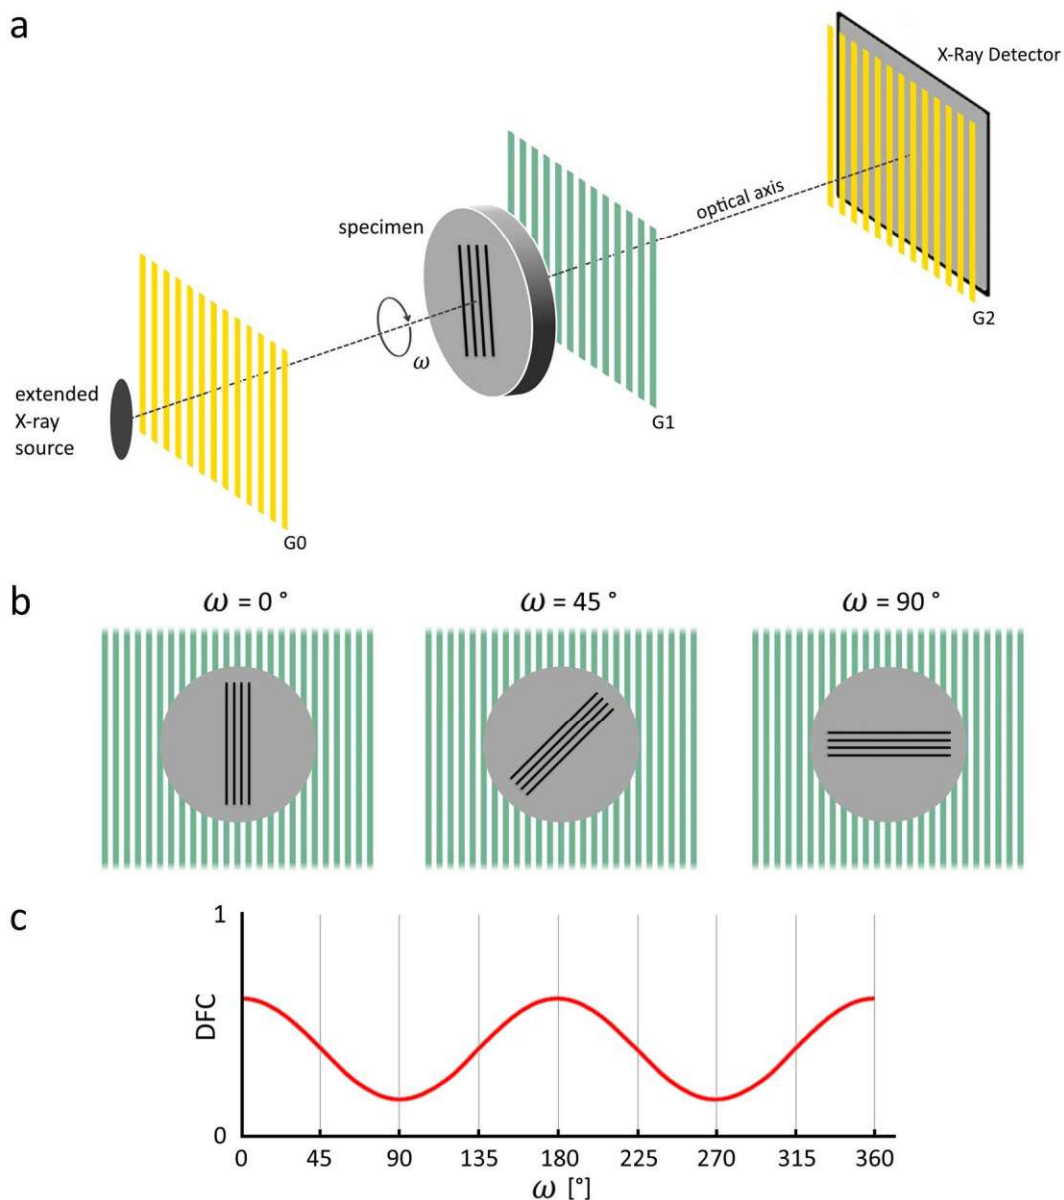 a
X-Ray Detector
optical axis
specimen
G2
ω
G1
extended
X-ray
source
G0
b
ω = 0 °
ω = 45 °
ω = 90 °
c
1
DFC
0
0 45 90 135 180 225 270 315 360
ω [°]